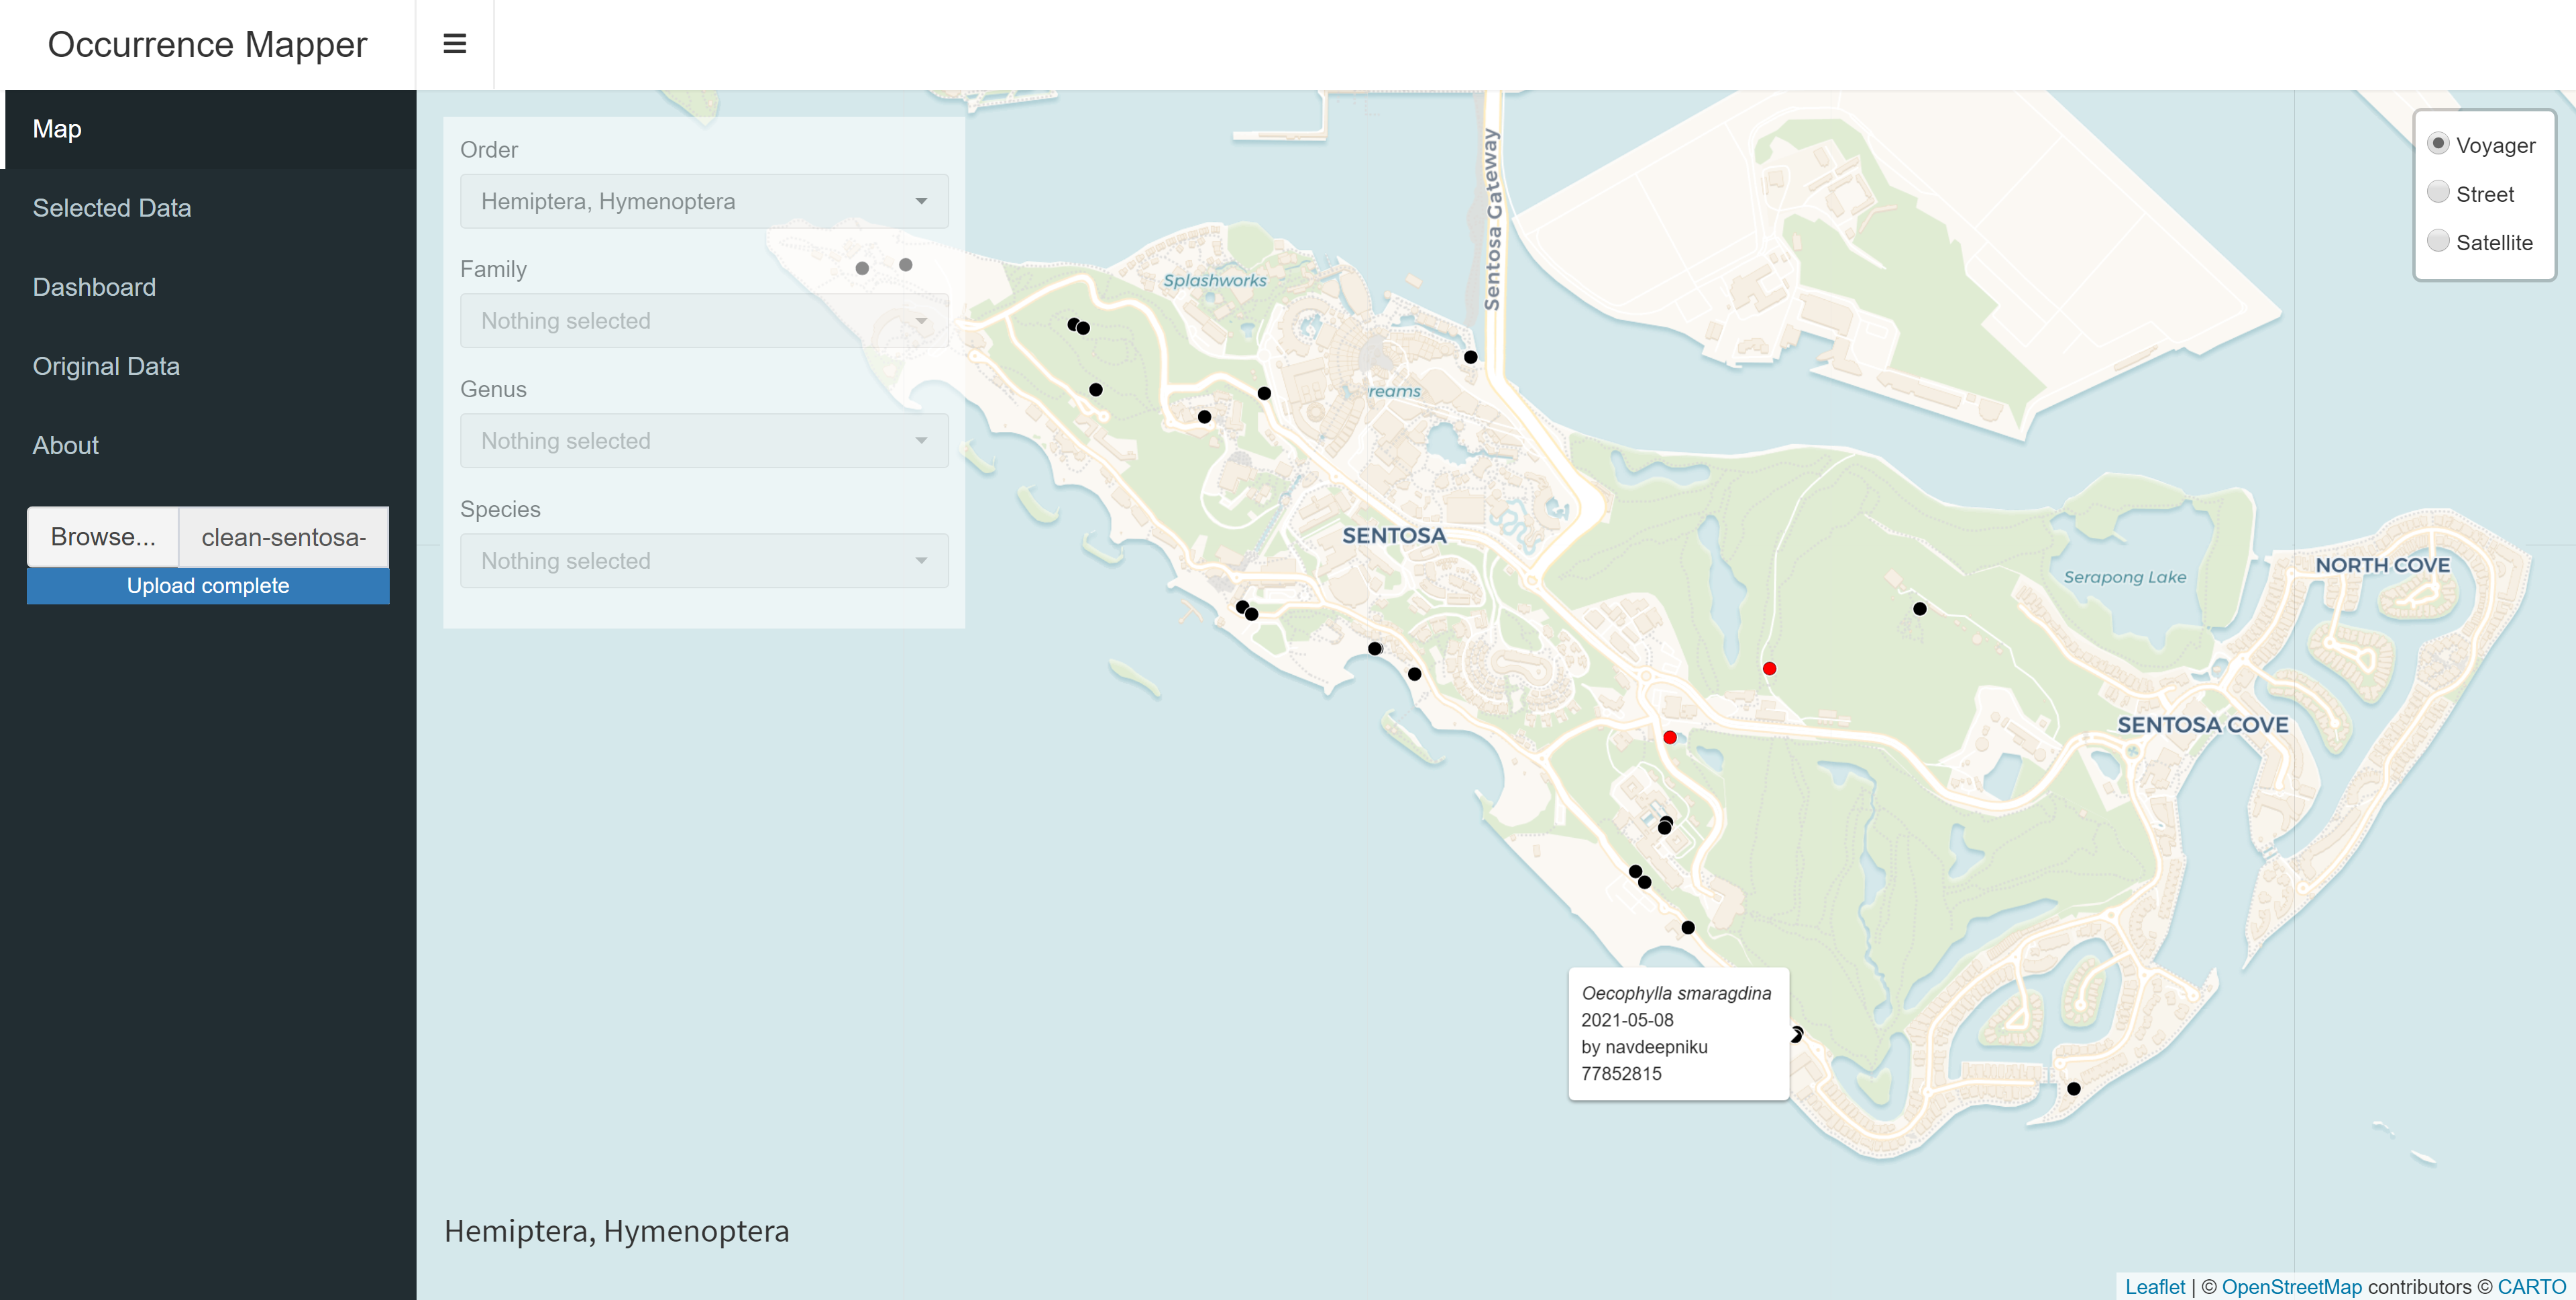 Occurrence Mapper
Map
Selected Data
Dashboard
Original Data
About
Browse...
clean-sentosa-
Upload complete
Order
Hemiptera, Hymenoptera
Family
Nothing selected
Genus
Nothing selected
Species
Nothing selected
Sentosa Gateway
Splashworks
reams
SENTOSA
Serapong Lake
NORTH COVE
SENTOSA COVE
Voyager
Street
Satellite
Oecophylla smaragdina
2021-05-08
by navdeepniku
77852815
Hemiptera, Hymenoptera
Leaflet | © OpenStreetMap contributors © CARTO